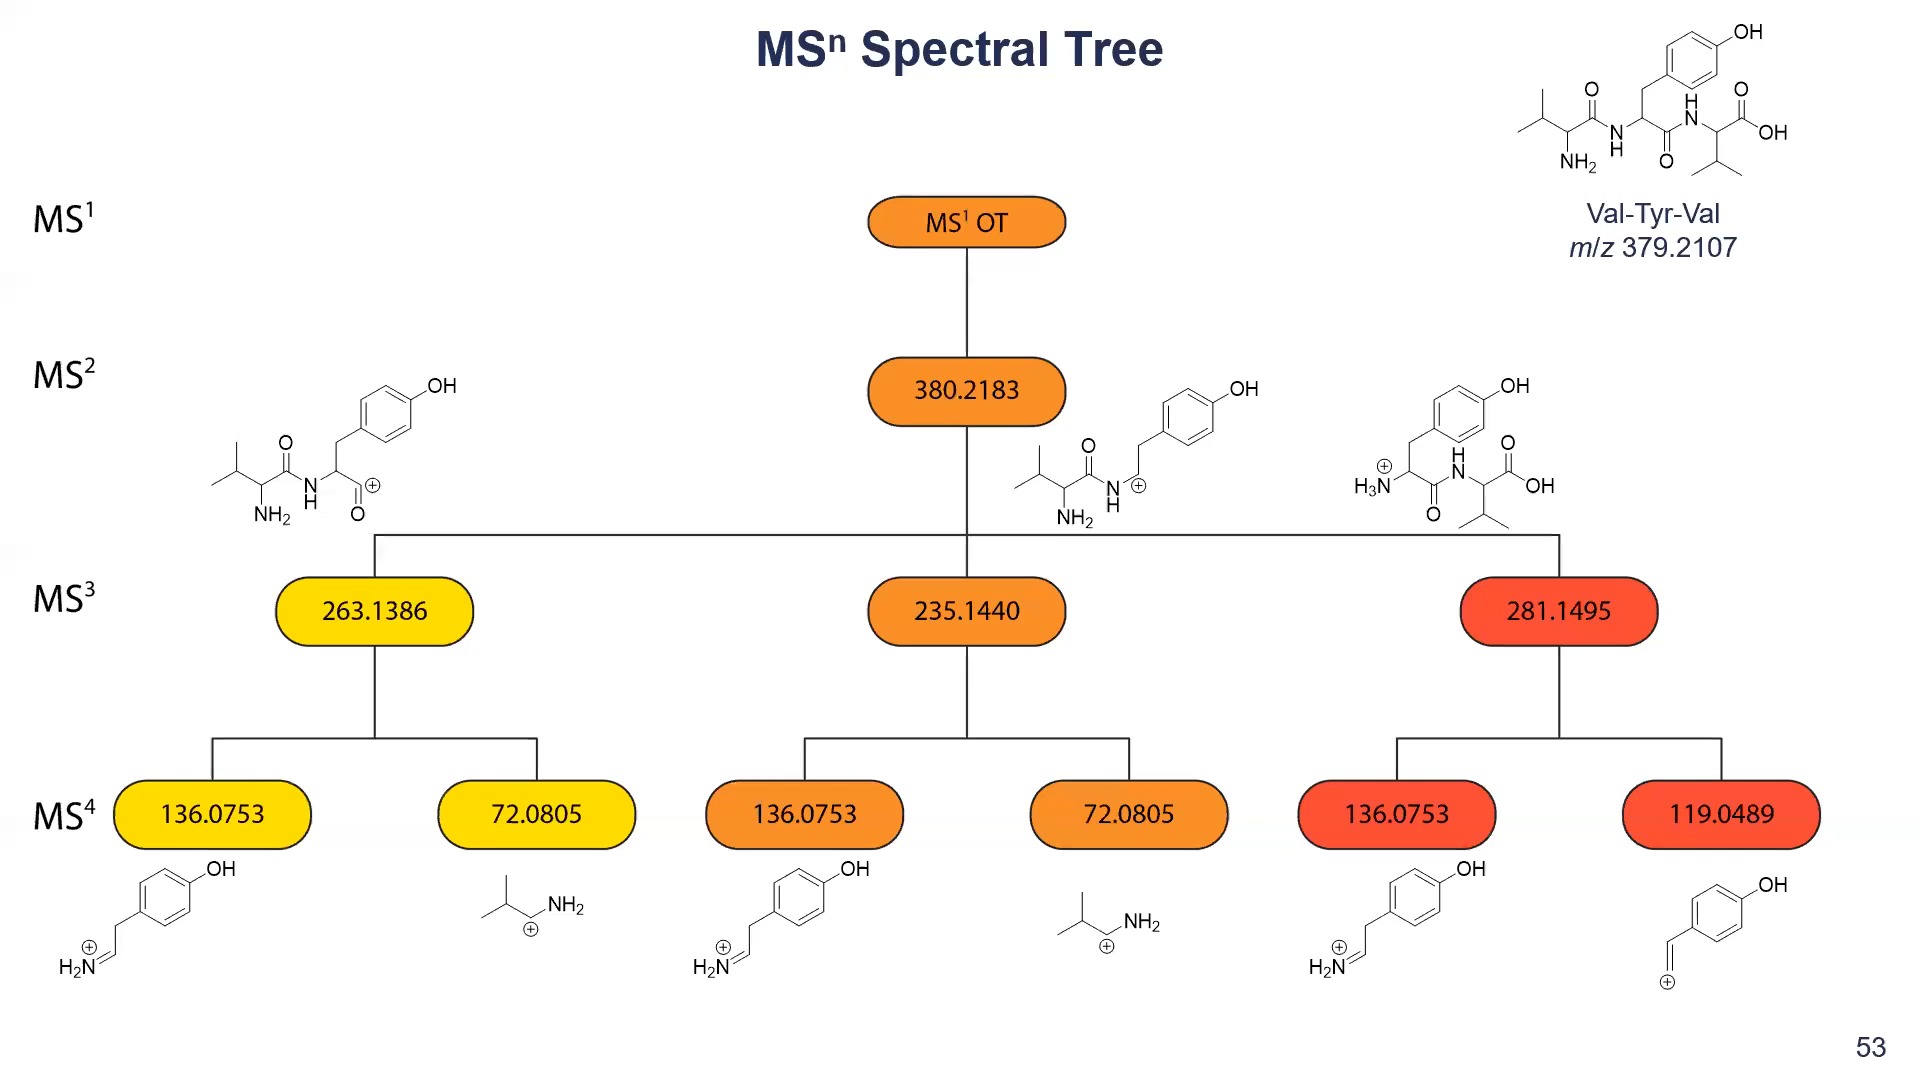 MSⁿ Spectral Tree
OH
O
H
N
O
OH
N
H
NH₂
O
Val-Tyr-Val
m/z 379.2107
MS¹
MS¹ OT
MS²
380.2183
OH
O
N
H
NH₂
⊕
O
OH
O
N
H
NH₂
⊕
OH
O
H
N
⊕
H₃N
OH
O
MS³
263.1386
235.1440
281.1495
MS⁴
136.0753
72.0805
136.0753
72.0805
136.0753
119.0489
OH
⊕
H₂N
NH₂
⊕
OH
⊕
H₂N
NH₂
⊕
OH
⊕
H₂N
OH
⊕
53